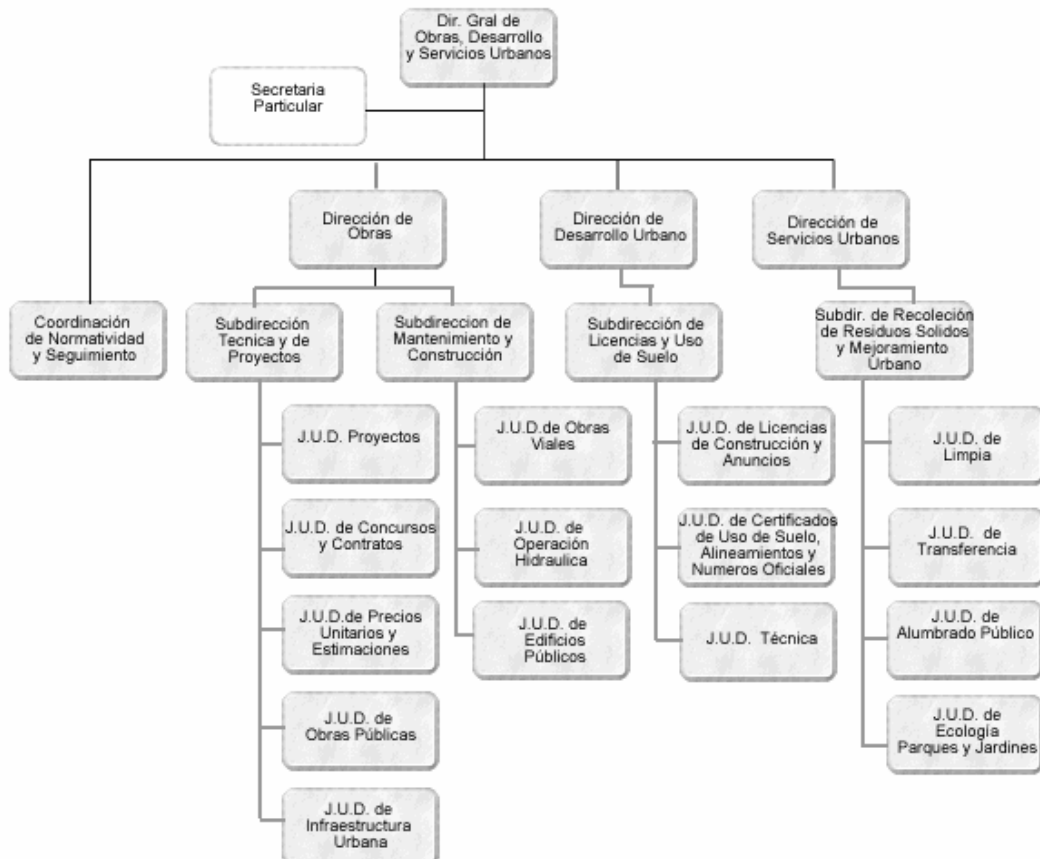 Dir. Gral de
Obras, Desarrollo
y Servicios Urbanos
Secretaria
Particular
Dirección de
Obras
Dirección de
Desarrollo Urbano
Dirección de
Servicios Urbanos
Coordinación
de Normatividad
y Seguimiento
Subdirección
Tecnica y de
Proyectos
Subdireccion de
Mantenimiento y
Construcción
Subdirección de
Licencias y Uso
de Suelo
Subdir. de Recoleción
de Residuos Solidos
y Mejoramiento
Urbano
J.U.D. Proyectos
J.U.D. de Concursos
y Contratos
J.U.D.de Precios
Unitarios y
Estimaciones
J.U.D. de
Obras Públicas
J.U.D. de
Infraestructura
Urbana
J.U.D.de Obras
Viales
J.U.D. de
Operación
Hidraulica
J.U.D. de
Edificios
Públicos
J.U.D. de Licencias
de Construcción y
Anuncios
J.U.D. de Certificados
de Uso de Suelo,
Alineamientos y
Numeros Oficiales
J.U.D. Técnica
J.U.D. de
Limpia
J.U.D. de
Transferencia
J.U.D. de
Alumbrado Público
J.U.D. de
Ecología
Parques y Jardines